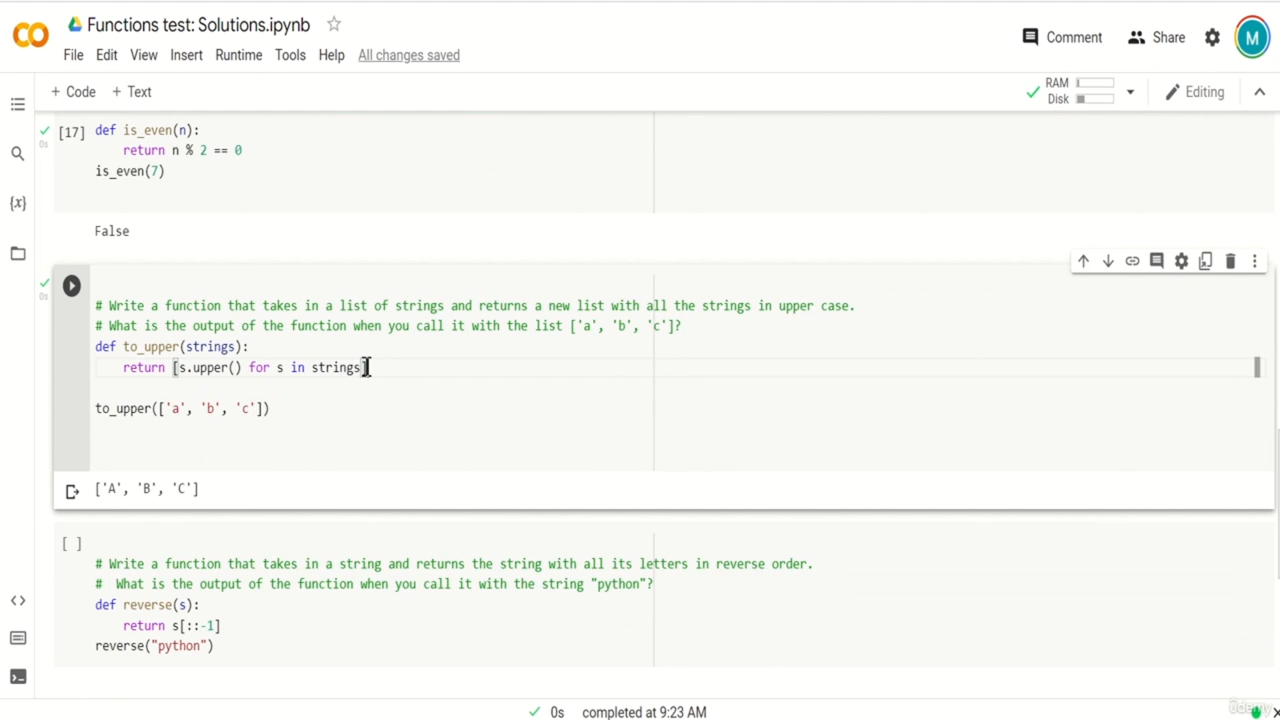 Functions test: Solutions.ipynb
File Edit View Insert Runtime Tools Help All changes saved
Comment Share M
+ Code + Text
RAM
Disk
Editing
[17] def is_even(n):
return n % 2 == 0
is_even(7)
0s
False
0s
# Write a function that takes in a list of strings and returns a new list with all the strings in upper case.
# What is the output of the function when you call it with the list ['a', 'b', 'c']?
def to_upper(strings):
return [s.upper() for s in strings]
to_upper(['a', 'b', 'c'])
['A', 'B', 'C']
[ ]
# Write a function that takes in a string and returns the string with all its letters in reverse order.
#  What is the output of the function when you call it with the string "python"?
def reverse(s):
return s[::-1]
reverse("python")
0s completed at 9:23 AM
ûdemy